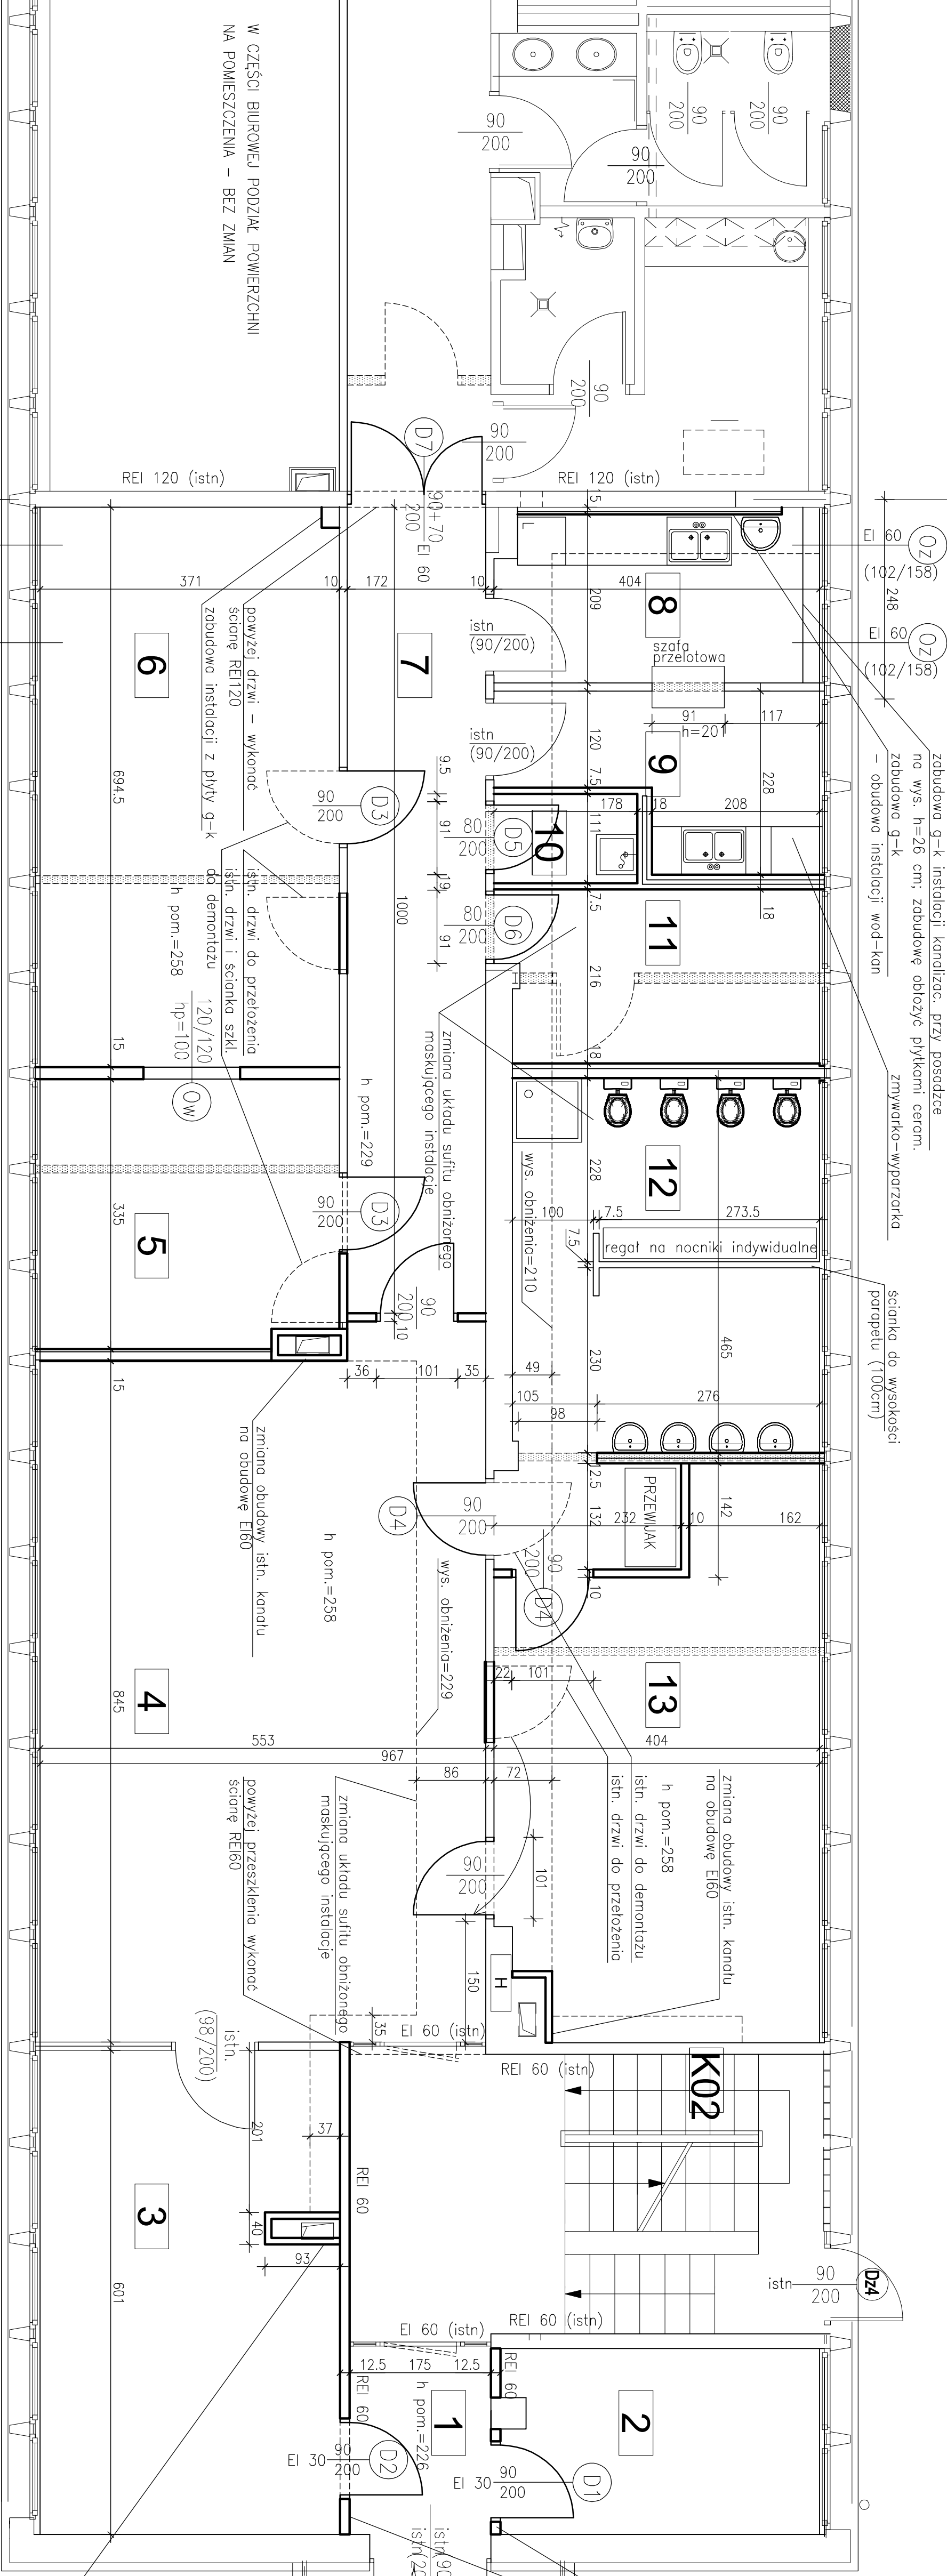 W CZĘŚCI BIUROWEJ PODZIAŁ POWIERZCHNI
NA POMIESZCZENIA – BEZ ZMIAN
90
200
90
200
90
200
90
200
90
200
90
200
REI 120 (istn)
REI 120 (istn)
D7
90+70
200
EI 60
5
EI 60
Oz
(102/158)
248
EI 60
Oz
(102/158)
371
10
172
10
404
209
8
L
istn
(90/200)
szafa
przelotowa
7
6
istn
(90/200)
91
117
h=201
120
9
228
7.5
9.5
178
18
208
111
10
80
200
D5
91
19
80
200
D6
91
7.5
11
18
216
18
zabudowa g-k instalacji kanalizac. przy posadzce
na wys. h=26 cm; zabudowę obłożyć płytkami ceram.
zabudowa g-k
– obudowa instalacji wod-kan
zmywarko-wyparzarka
ścianka do wysokości
parapetu (100cm)
powyżej drzwi – wykonać
ścianę REI120
zabudowa instalacji z płyty g-k
694.5
90
200
D3
1000
istn. drzwi do przełożenia
istn. drzwi i ścianka szkl.
do demontażu
h pom.=258
120/120
hp=100
Ow
15
h pom.=229
zmiana układu sufitu obniżonego
maskującego instalacje
12
wys. obniżenia=210
228
100
7.5
273.5
7.5
regał na nocniki indywidualne
465
230
49
105
276
98
335
5
90
200
D3
90
200
10
36
101
35
15
zmiana obudowy istn. kanału
na obudowę EI60
h pom.=258
D4
90
200
12.5
132
PRZEWIJAK
232
10
162
142
90
200
D4
10
wys. obniżenia=229
4
845
553
967
22
101
13
404
86
72
h pom.=258
istn. drzwi do demontażu
istn. drzwi do przełożenia
zmiana obudowy istn. kanału
na obudowę EI60
90
200
101
150
H
zmiana układu sufitu obniżonego
maskującego instalacje
powyżej przeszklenia wykonać
ścianę REI60
istn.
(98/200)
35
EI 60 (istn)
REI 60 (istn)
K02
201
37
REI 60
3
40
93
601
Dz4
istn
90
200
REI 60 (istn)
EI 60 (istn)
12.5
175
12.5
REI 60
REI 60
h pom.=226
1
2
EI 30
90
200
D2
EI 30
90
200
D1